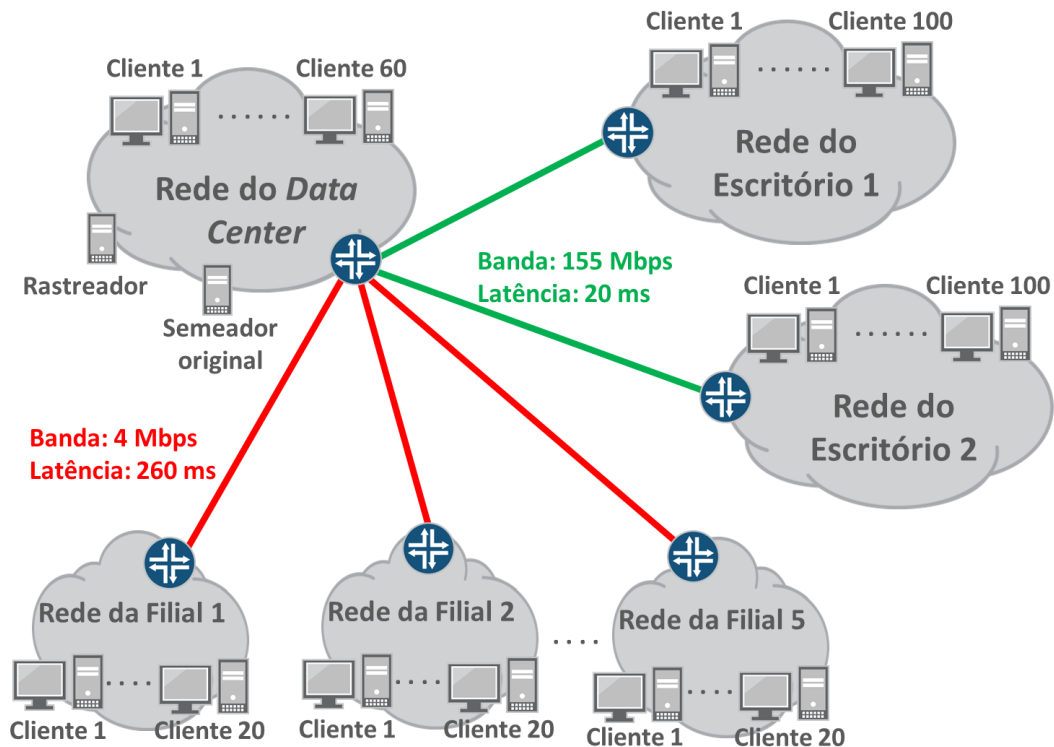 Cliente 1
Cliente 100
Cliente 1
Cliente 60
Rede do
Escritório 1
Rede do Data
Center
Rastreador
Semeador
original
Banda: 155 Mbps
Latência: 20 ms
Cliente 1
Cliente 100
Rede do
Escritório 2
Banda: 4 Mbps
Latência: 260 ms
Rede da Filial 1
Cliente 1
Cliente 20
Rede da Filial 2
Cliente 1
Cliente 20
Rede da Filial 5
Cliente 1
Cliente 20